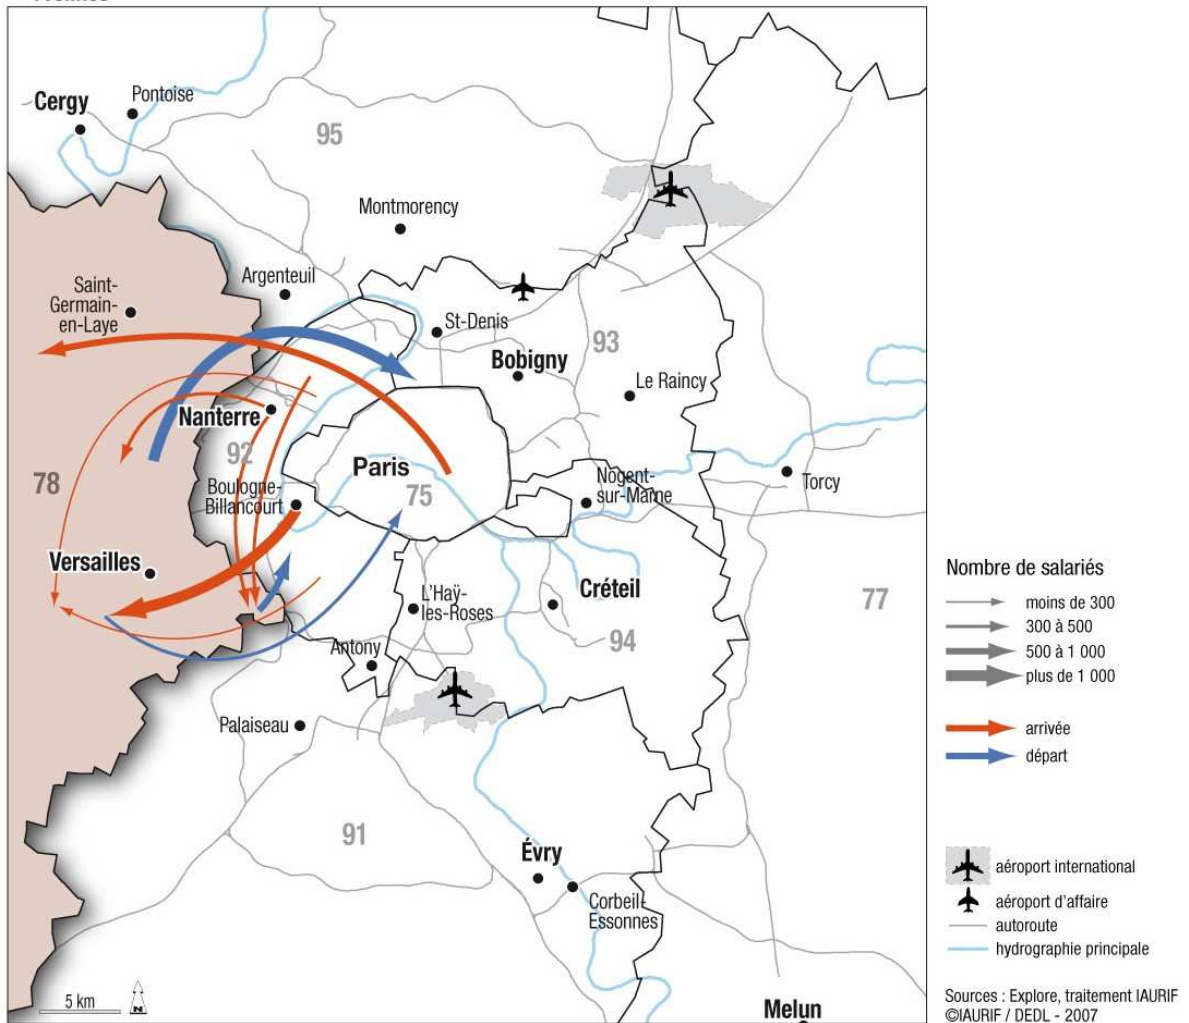 Cergy
Pontoise
95
Montmorency
Argenteuil
Saint-
Germain-
en-Laye
St-Denis
93
Bobigny
Le Raincy
Nanterre
92
Paris
78
75
Boulogne-
Billancourt
Nogent-
sur-Marne
Torcy
Versailles
L'Haÿ-
les-Roses
Créteil
77
94
Antony
Palaiseau
91
Évry
Corbeil-
Essonnes
5 km
N
Melun
Nombre de salariés
moins de 300
300 à 500
500 à 1 000
plus de 1 000
arrivée
départ
aéroport international
aéroport d'affaire
autoroute
hydrographie principale
Sources : Explore, traitement IAURIF
©IAURIF / DEDL - 2007